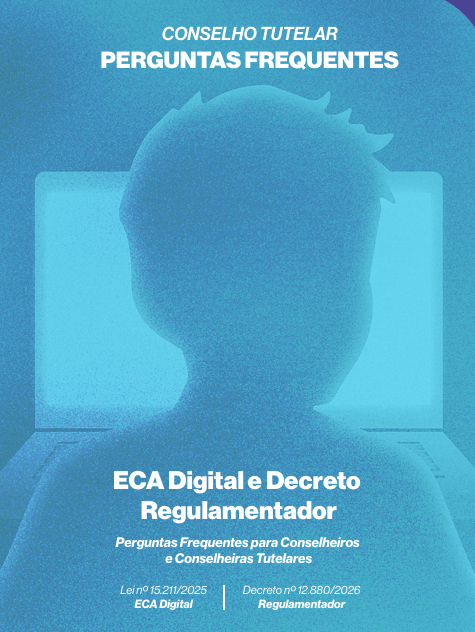 CONSELHO TUTELAR
PERGUNTAS FREQUENTES
ECA Digital e Decreto
Regulamentador
Perguntas Frequentes para Conselheiros
e Conselheiras Tutelares
Lei nº 15.211/2025
ECA Digital
Decreto nº 12.880/2026
Regulamentador